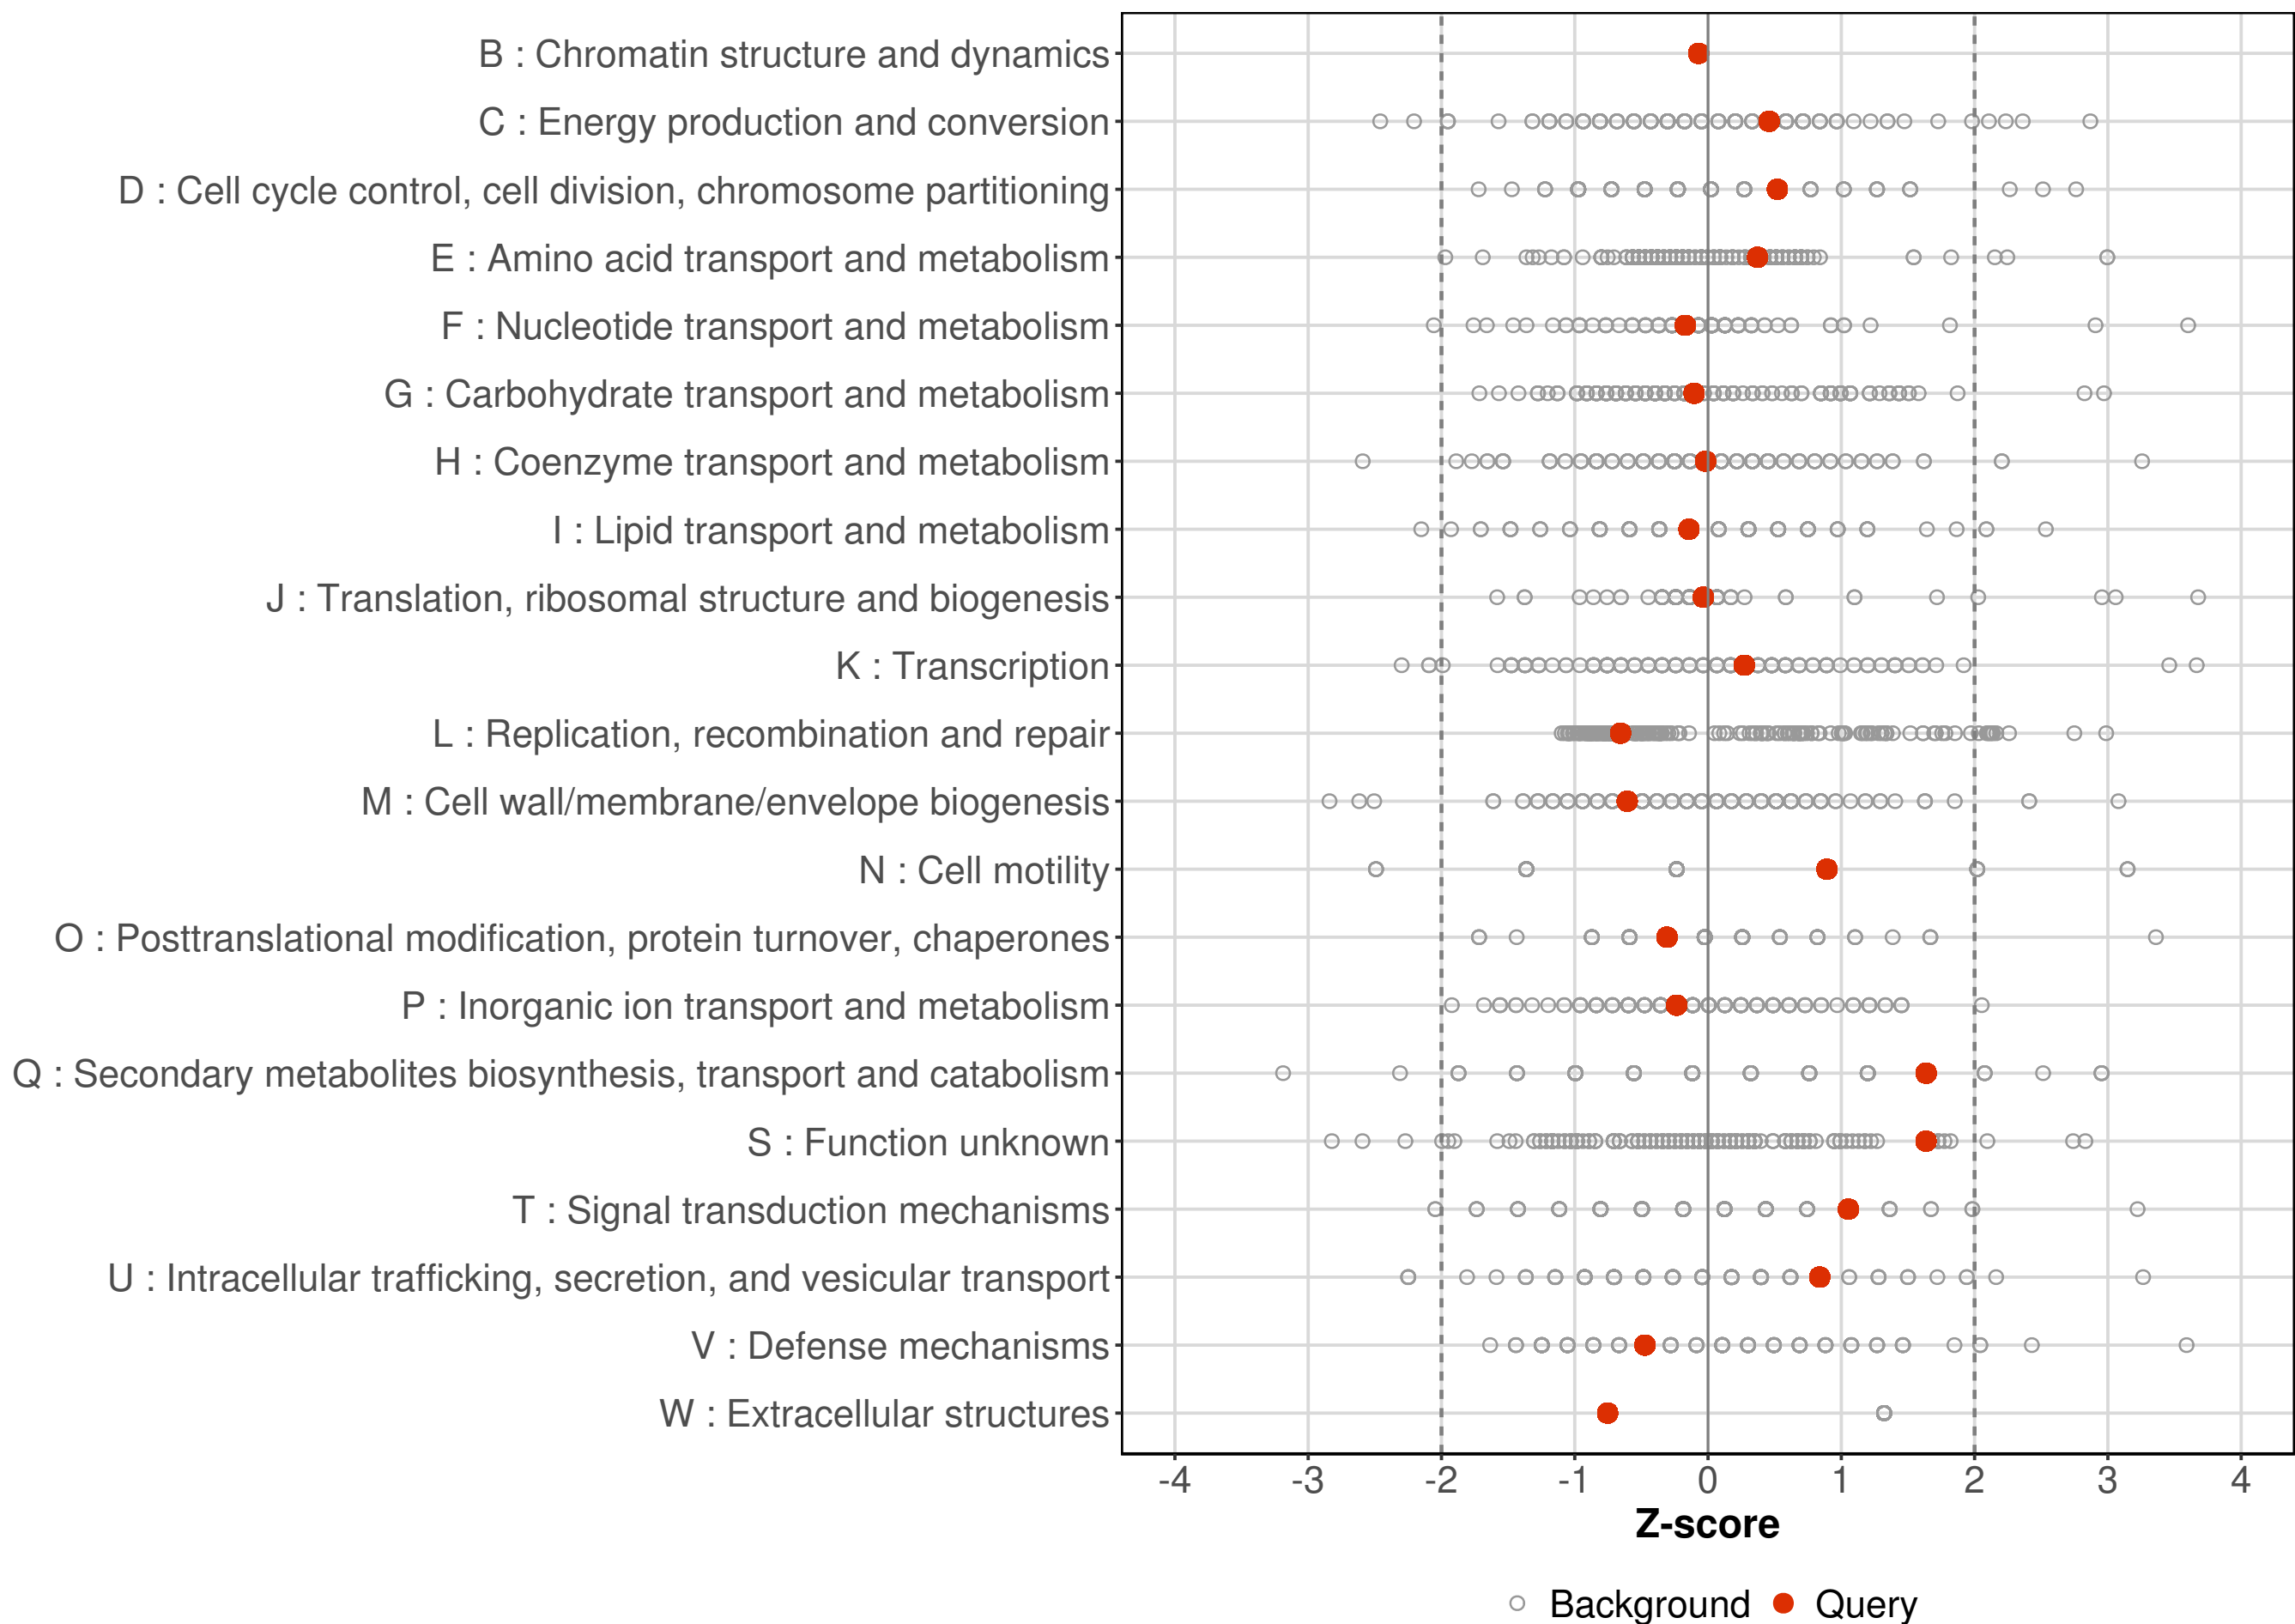 B : Chromatin structure and dynamics
C : Energy production and conversion
D : Cell cycle control, cell division, chromosome partitioning
E : Amino acid transport and metabolism
F : Nucleotide transport and metabolism
G : Carbohydrate transport and metabolism
H : Coenzyme transport and metabolism
I : Lipid transport and metabolism
J : Translation, ribosomal structure and biogenesis
K : Transcription
L : Replication, recombination and repair
M : Cell wall/membrane/envelope biogenesis
N : Cell motility
O : Posttranslational modification, protein turnover, chaperones
P : Inorganic ion transport and metabolism
Q : Secondary metabolites biosynthesis, transport and catabolism
S : Function unknown
T : Signal transduction mechanisms
U : Intracellular trafficking, secretion, and vesicular transport
V : Defense mechanisms
W : Extracellular structures
-4 -3 -2 -1 0 1 2 3 4
Z-score
Background Query